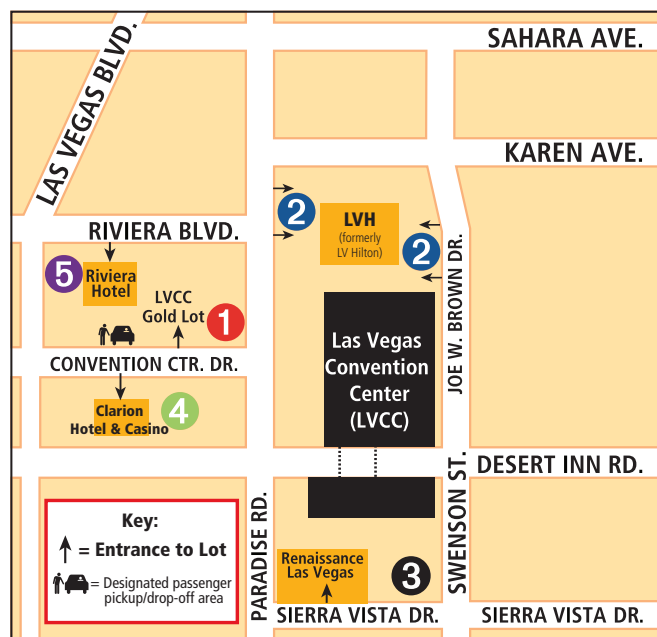 SAHARA AVE.
LAS VEGAS BLVD.
KAREN AVE.
2
LVH
(formerly
LV Hilton)
2
RIVIERA BLVD.
5
Riviera
Hotel
LVCC
Gold Lot
1
JOE W. BROWN DR.
Las Vegas
Convention
Center
(LVCC)
CONVENTION CTR. DR.
Clarion
Hotel & Casino
4
DESERT INN RD.
SWENSON ST.
PARADISE RD.
Key:
= Entrance to Lot
= Designated passenger
pickup/drop-off area
Renaissance
Las Vegas
3
SIERRA VISTA DR.
SIERRA VISTA DR.